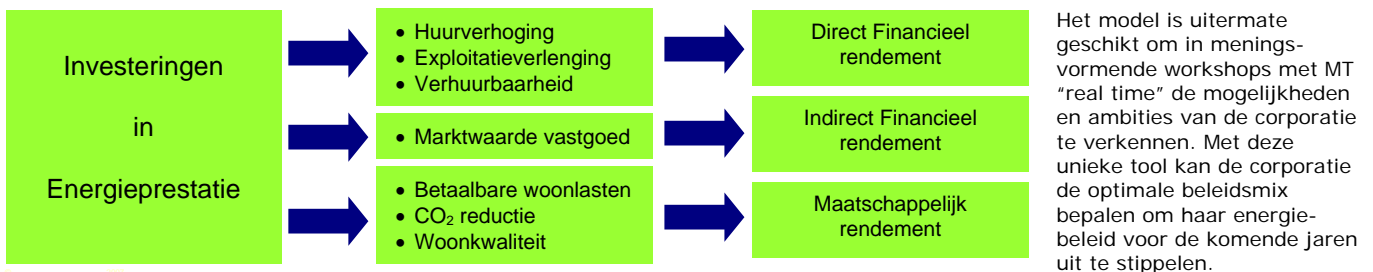 Investeringen
in
Energieprestatie
• Huurverhoging
• Exploitatieverlenging
• Verhuurbaarheid
Direct Financieel
rendement
• Marktwaarde vastgoed
Indirect Financieel
rendement
• Betaalbare woonlasten
• CO₂ reductie
• Woonkwaliteit
Maatschappelijk
rendement
Het model is uitermate
geschikt om in menings-
vormende workshops met MT
“real time” de mogelijkheden
en ambities van de corporatie
te verkennen. Met deze
unieke tool kan de corporatie
de optimale beleidsmix
bepalen om haar energie-
beleid voor de komende jaren
uit te stippelen.